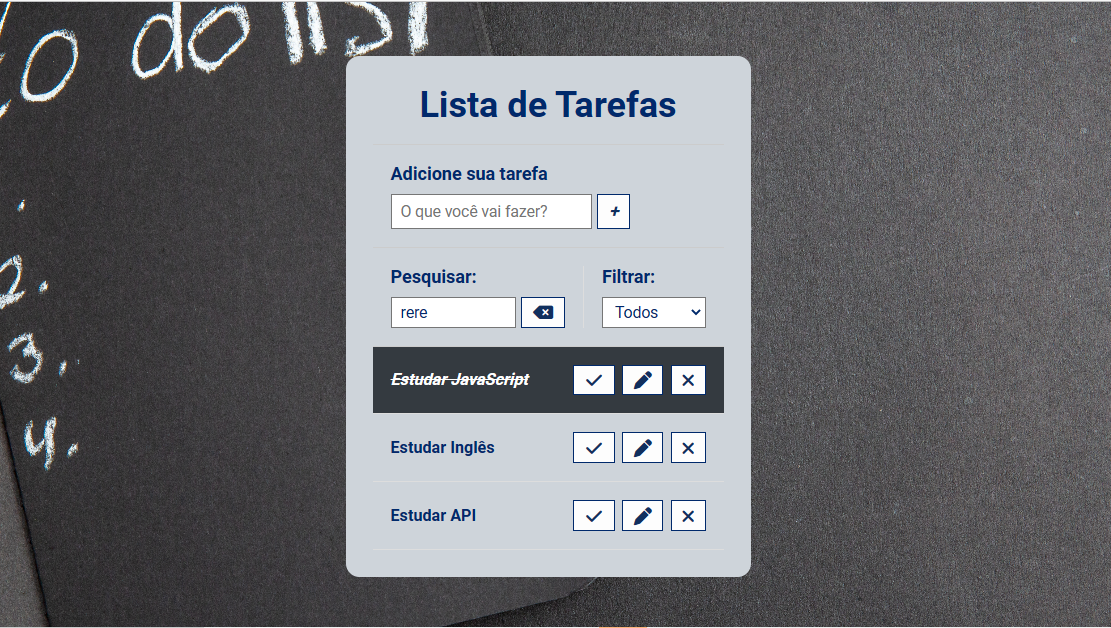 to do list
Lista de Tarefas
Adicione sua tarefa
O que você vai fazer?
+
Pesquisar:
Filtrar:
rere
Todos
Estudar JavaScript
Estudar Inglês
Estudar API
2.
3.
4.